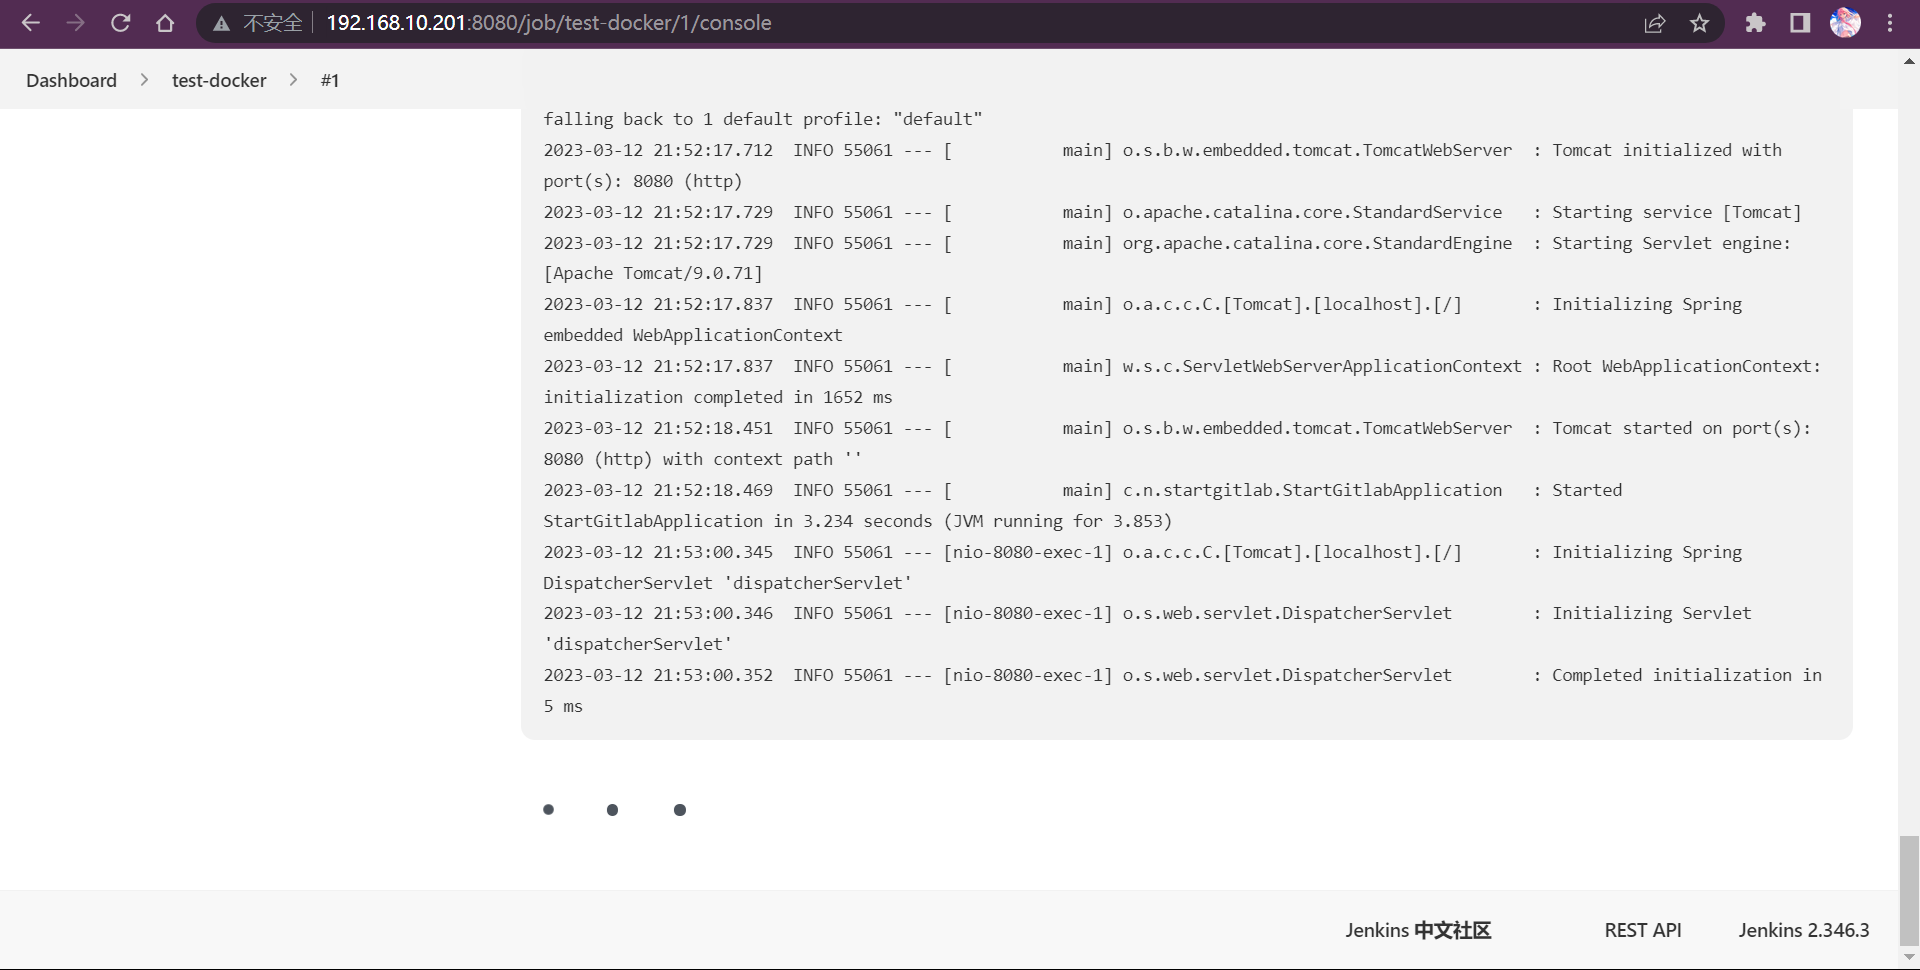 不安全 192.168.10.201:8080/job/test-docker/1/console
Dashboard test-docker #1
falling back to 1 default profile: "default"
2023-03-12 21:52:17.712  INFO 55061 --- [           main] o.s.b.w.embedded.tomcat.TomcatWebServer  : Tomcat initialized with
port(s): 8080 (http)
2023-03-12 21:52:17.729  INFO 55061 --- [           main] o.apache.catalina.core.StandardService   : Starting service [Tomcat]
2023-03-12 21:52:17.729  INFO 55061 --- [           main] org.apache.catalina.core.StandardEngine  : Starting Servlet engine:
[Apache Tomcat/9.0.71]
2023-03-12 21:52:17.837  INFO 55061 --- [           main] o.a.c.c.C.[Tomcat].[localhost].[/]       : Initializing Spring
embedded WebApplicationContext
2023-03-12 21:52:17.837  INFO 55061 --- [           main] w.s.c.ServletWebServerApplicationContext : Root WebApplicationContext:
initialization completed in 1652 ms
2023-03-12 21:52:18.451  INFO 55061 --- [           main] o.s.b.w.embedded.tomcat.TomcatWebServer  : Tomcat started on port(s):
8080 (http) with context path ''
2023-03-12 21:52:18.469  INFO 55061 --- [           main] c.n.startgitlab.StartGitlabApplication   : Started
StartGitlabApplication in 3.234 seconds (JVM running for 3.853)
2023-03-12 21:53:00.345  INFO 55061 --- [nio-8080-exec-1] o.a.c.c.C.[Tomcat].[localhost].[/]       : Initializing Spring
DispatcherServlet 'dispatcherServlet'
2023-03-12 21:53:00.346  INFO 55061 --- [nio-8080-exec-1] o.s.web.servlet.DispatcherServlet        : Initializing Servlet
'dispatcherServlet'
2023-03-12 21:53:00.352  INFO 55061 --- [nio-8080-exec-1] o.s.web.servlet.DispatcherServlet        : Completed initialization in
5 ms
Jenkins 中文社区 REST API Jenkins 2.346.3